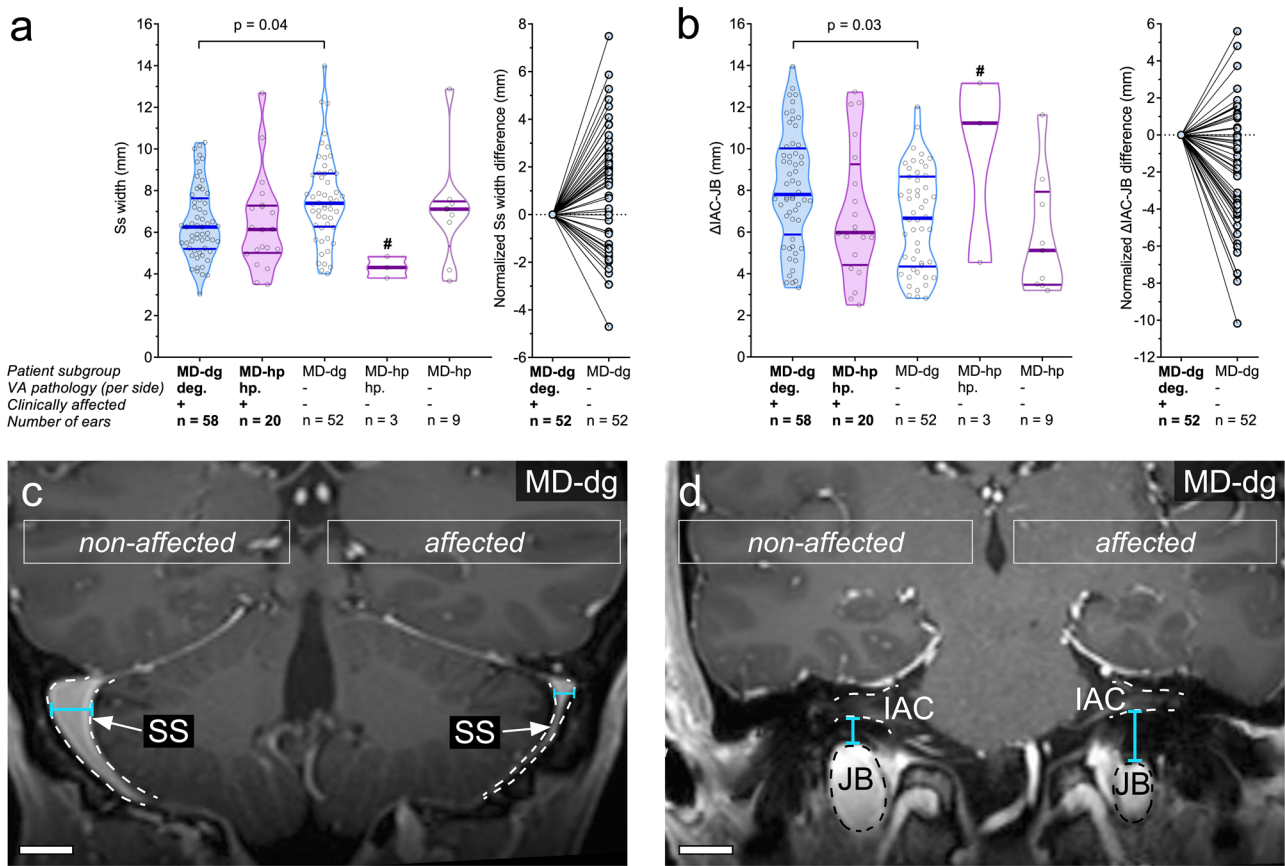 a
Ss width (mm)
16
14
12
10
8
6
4
2
0
p = 0.04
#
Normalized Ss width difference (mm)
8
6
4
2
0
-2
-4
-6
b
ΔIAC-JB (mm)
16
14
12
10
8
6
4
2
0
p = 0.03
#
Normalized ΔIAC-JB difference (mm)
6
4
2
0
-2
-4
-6
-8
-10
-12
Patient subgroup MD-dg MD-hp MD-dg MD-hp MD-hp MD-dg MD-dg MD-dg MD-hp MD-dg MD-hp MD-hp MD-dg MD-dg
VA pathology (per side) deg. hp. - hp. - deg. - deg. hp. - hp. - deg. -
Clinically affected + + - - - + - + + - - - + -
Number of ears n = 58 n = 20 n = 52 n = 3 n = 9 n = 52 n = 52 n = 58 n = 20 n = 52 n = 3 n = 9 n = 52 n = 52
c
MD-dg
non-affected affected
SS SS
d
MD-dg
non-affected affected
IAC IAC
JB JB